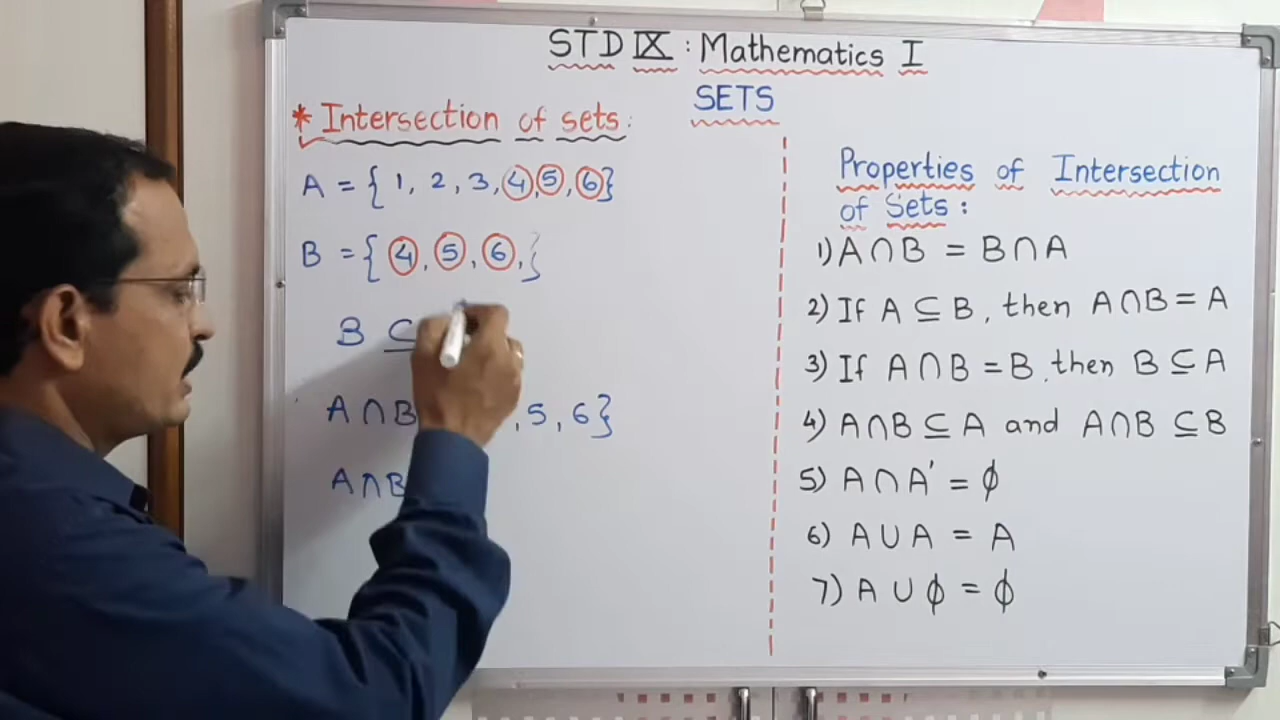 STD IX : Mathematics I
SETS
* Intersection of sets:
A = { 1, 2, 3, 4, 5, 6}
B = { 4, 5, 6, }
B ⊆
A ∩ B , 5, 6}
A ∩ B
Properties of Intersection
of Sets :
1) A ∩ B = B ∩ A
2) If A ⊆ B, then A ∩ B = A
3) If A ∩ B = B, then B ⊆ A
4) A ∩ B ⊆ A and A ∩ B ⊆ B
5) A ∩ A' = ϕ
6) A ∪ A = A
7) A ∪ ϕ = ϕ